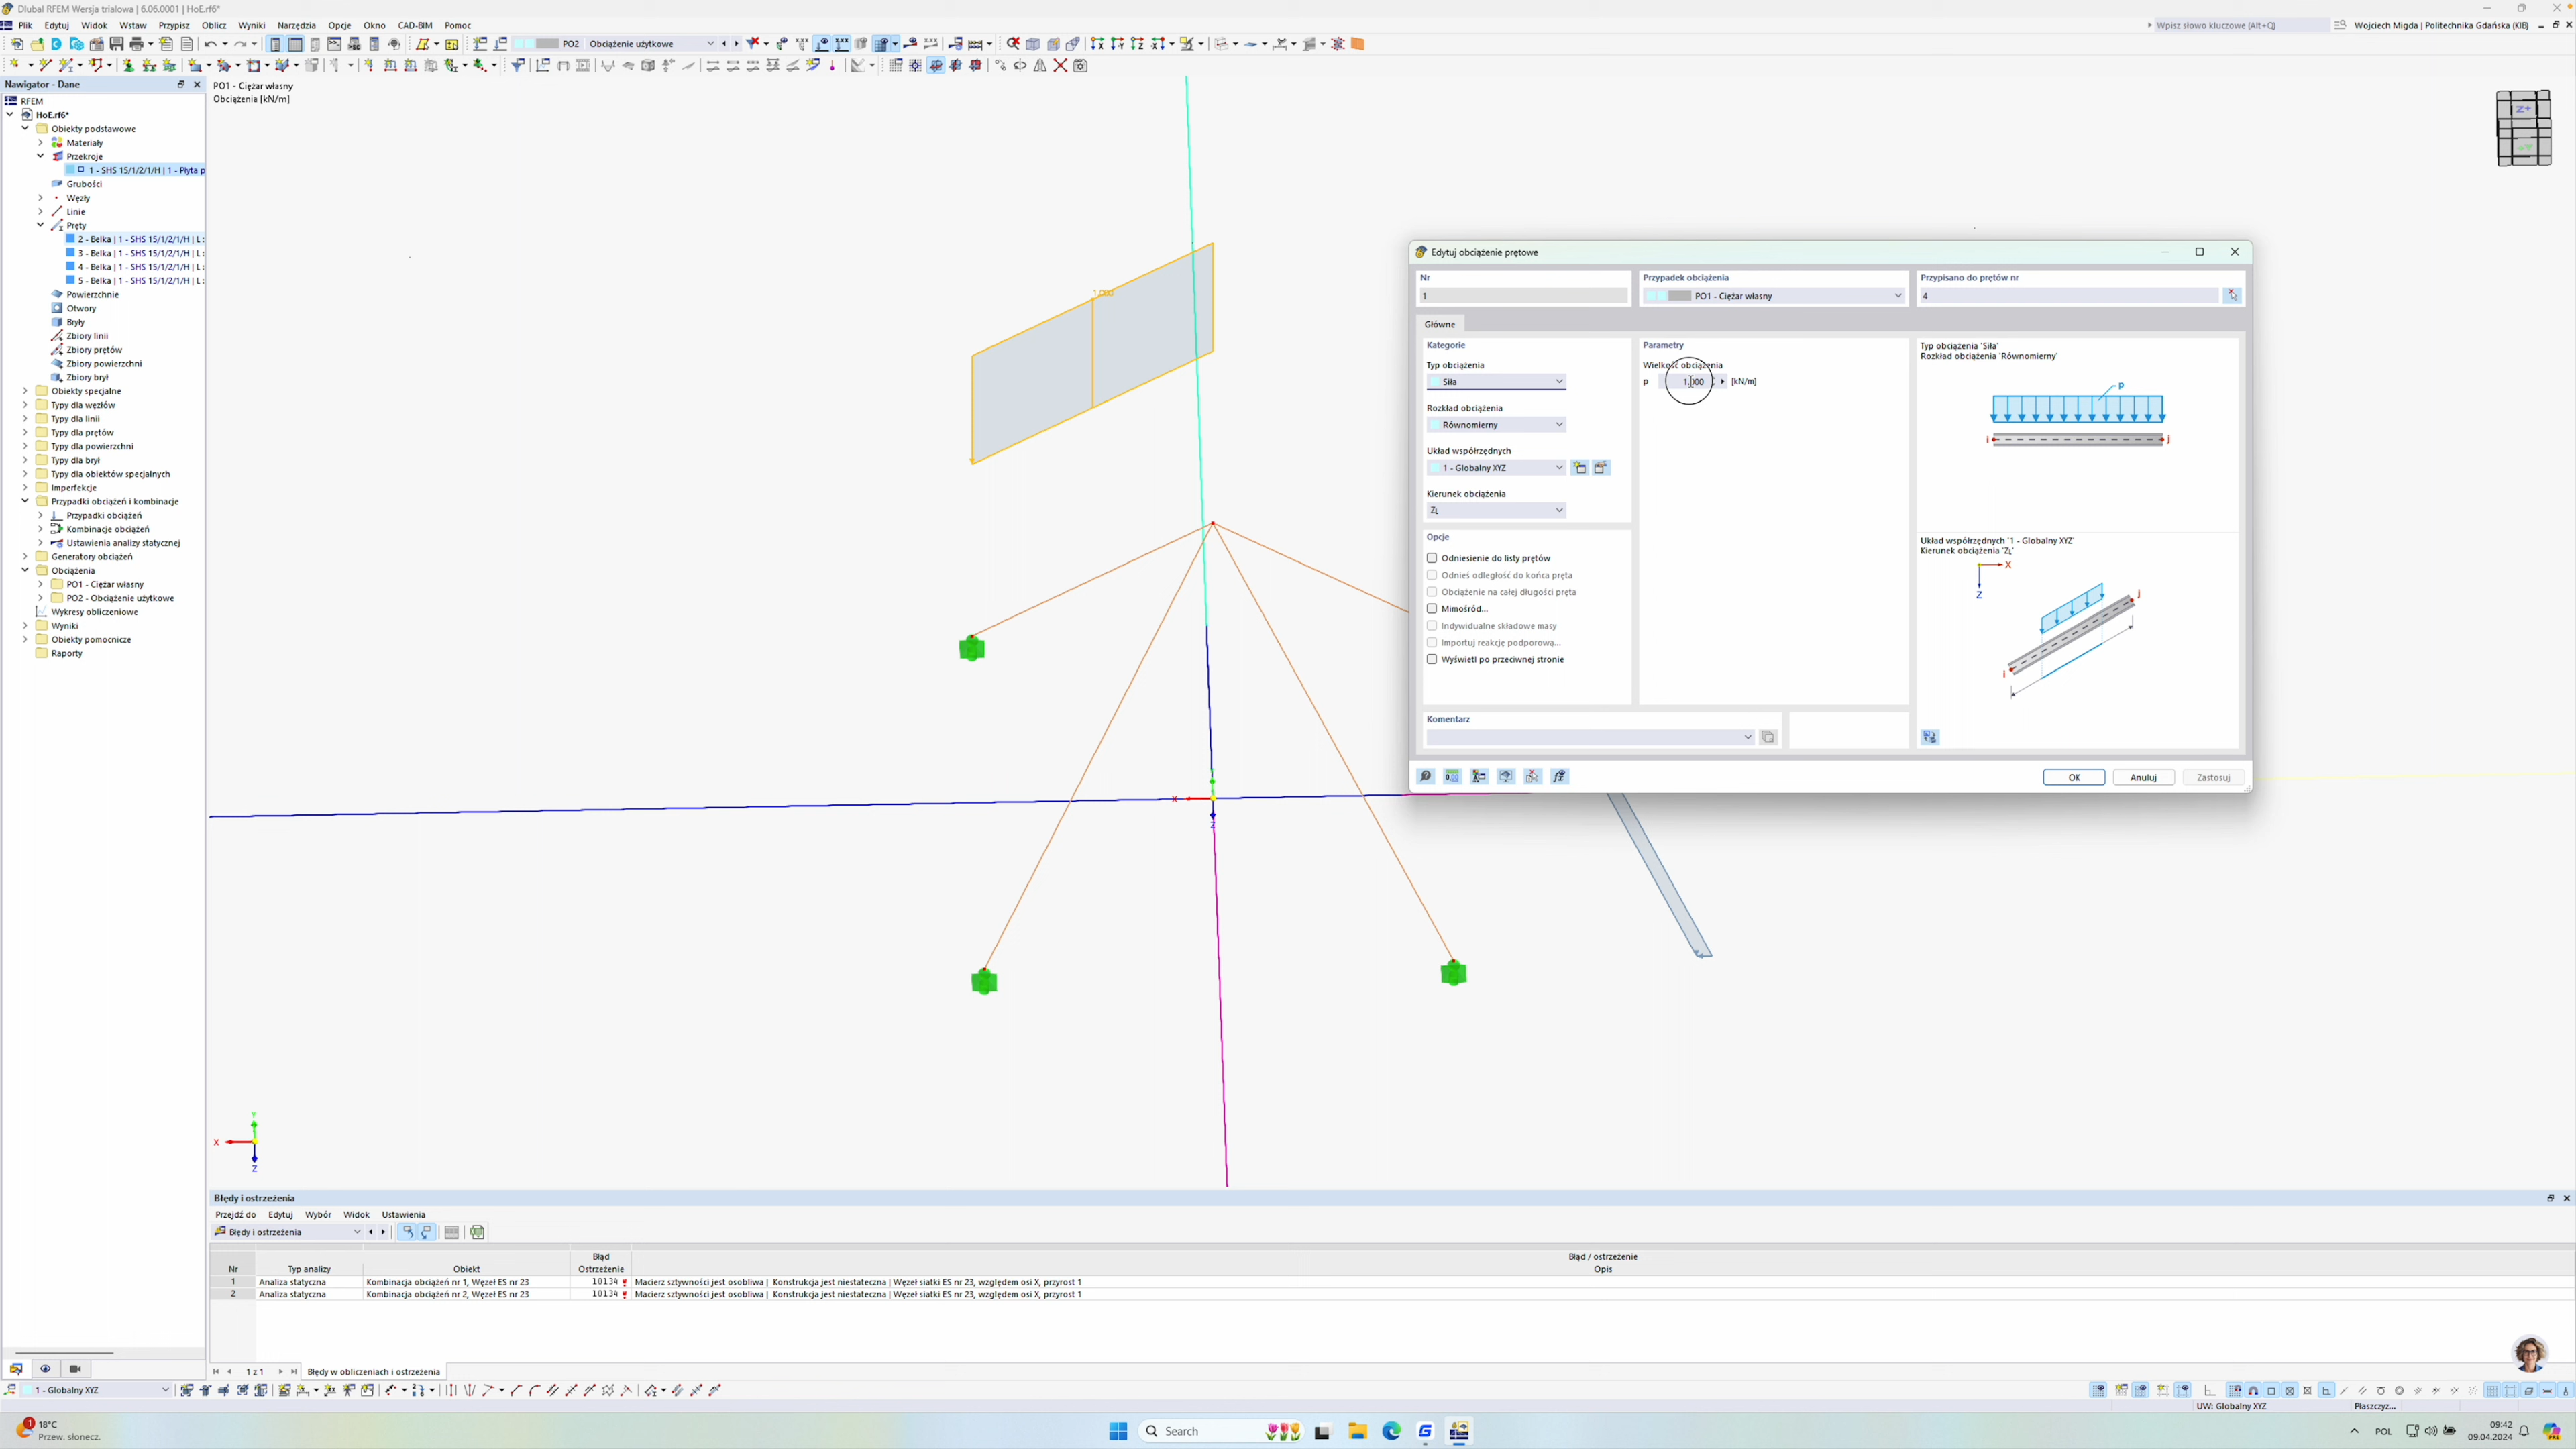 Dlubal RFEM Wersja trialowa | 6.06.0001 | HoE.rf6*
Plik Edytuj Widok Wstaw Przypisz Oblicz Wyniki Narzędzia Opcje Okno CAD-BIM Pomoc
Wpisz słowo kluczowe (Alt+Q)
Wojciech Migda | Politechnika Gdańska (KIB)
PO2 Obciążenie użytkowe
Nawigator - Dane
RFEM
HoE.rf6*
Obiekty podstawowe
Materiały
Przekroje
1 - SHS 15/1/2/1/H | 1 - Płyta p
Grubości
Węzły
Linie
Pręty
2 - Belka | 1 - SHS 15/1/2/1/H | L :
3 - Belka | 1 - SHS 15/1/2/1/H | L :
4 - Belka | 1 - SHS 15/1/2/1/H | L :
5 - Belka | 1 - SHS 15/1/2/1/H | L :
Powierzchnie
Otwory
Bryły
Zbiory linii
Zbiory prętów
Zbiory powierzchni
Zbiory brył
Obiekty specjalne
Typy dla węzłów
Typy dla linii
Typy dla prętów
Typy dla powierzchni
Typy dla brył
Typy dla obiektów specjalnych
Imperfekcje
Przypadki obciążeń i kombinacje
Przypadki obciążeń
Kombinacje obciążeń
Ustawienia analizy statycznej
Generatory obciążeń
Obciążenia
PO1 - Ciężar własny
PO2 - Obciążenie użytkowe
Wykresy obliczeniowe
Wyniki
Obiekty pomocnicze
Raporty
PO1 - Ciężar własny
Obciążenia [kN/m]
1.000
X
Z
Z+
+Y
X
Y
Z
Edytuj obciążenie prętowe
Nr
1
Przypadek obciążenia
PO1 - Ciężar własny
Przypisano do prętów nr
4
Główne
Kategorie
Typ obciążenia
Siła
Rozkład obciążenia
Równomierny
Układ współrzędnych
1 - Globalny XYZ
Kierunek obciążenia
ZL
Opcje
Odniesienie do listy prętów
Odnieś odległość do końca pręta
Obciążenie na całej długości pręta
Mimośród...
Indywidualne składowe masy
Importuj reakcję podporową...
Wyświetl po przeciwnej stronie
Parametry
Wielkość obciążenia
p 1.000 [kN/m]
Typ obciążenia 'Siła'
Rozkład obciążenia 'Równomierny'
p
i j
Układ współrzędnych '1 - Globalny XYZ'
Kierunek obciążenia 'ZL'
X
Z
j
i
Komentarz
OK Anuluj Zastosuj
Błędy i ostrzeżenia
Przejdź do Edytuj Wybór Widok Ustawienia
Błędy i ostrzeżenia
Nr Typ analizy Obiekt Błąd Ostrzeżenie Błąd / ostrzeżenie Opis
1 Analiza statyczna Kombinacja obciążeń nr 1, Węzeł ES nr 23 10134 Macierz sztywności jest osobliwa | Konstrukcja jest niestateczna | Węzeł siatki ES nr 23, względem osi X, przyrost 1
2 Analiza statyczna Kombinacja obciążeń nr 2, Węzeł ES nr 23 10134 Macierz sztywności jest osobliwa | Konstrukcja jest niestateczna | Węzeł siatki ES nr 23, względem osi X, przyrost 1
1 z 1 Błędy w obliczeniach i ostrzeżenia
1 - Globalny XYZ
UW: Globalny XYZ Płaszczyz...
1
18°C
Przew. słonecz.
Search
POL
09:42
09.04.2024